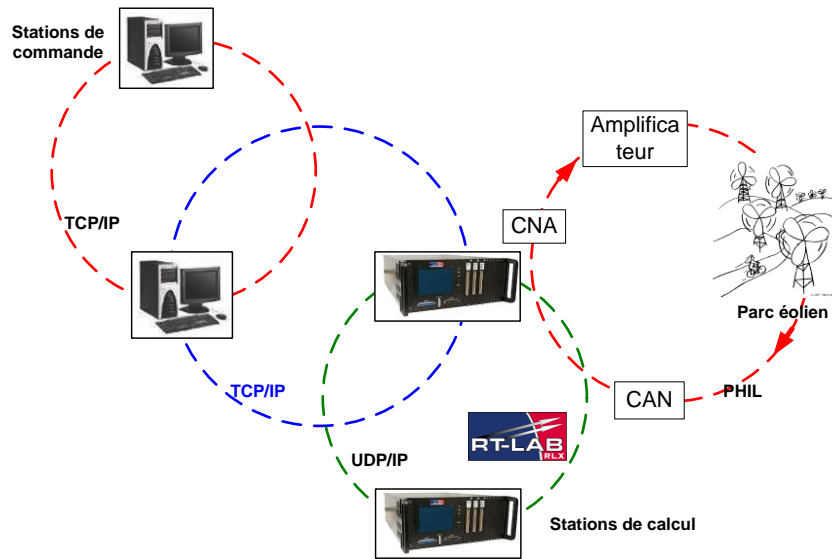 Stations de
commande
Amplifica
teur
TCP/IP
CNA
Parc éolien
TCP/IP
CAN
PHIL
RT-LAB
RLX
UDP/IP
Stations de calcul